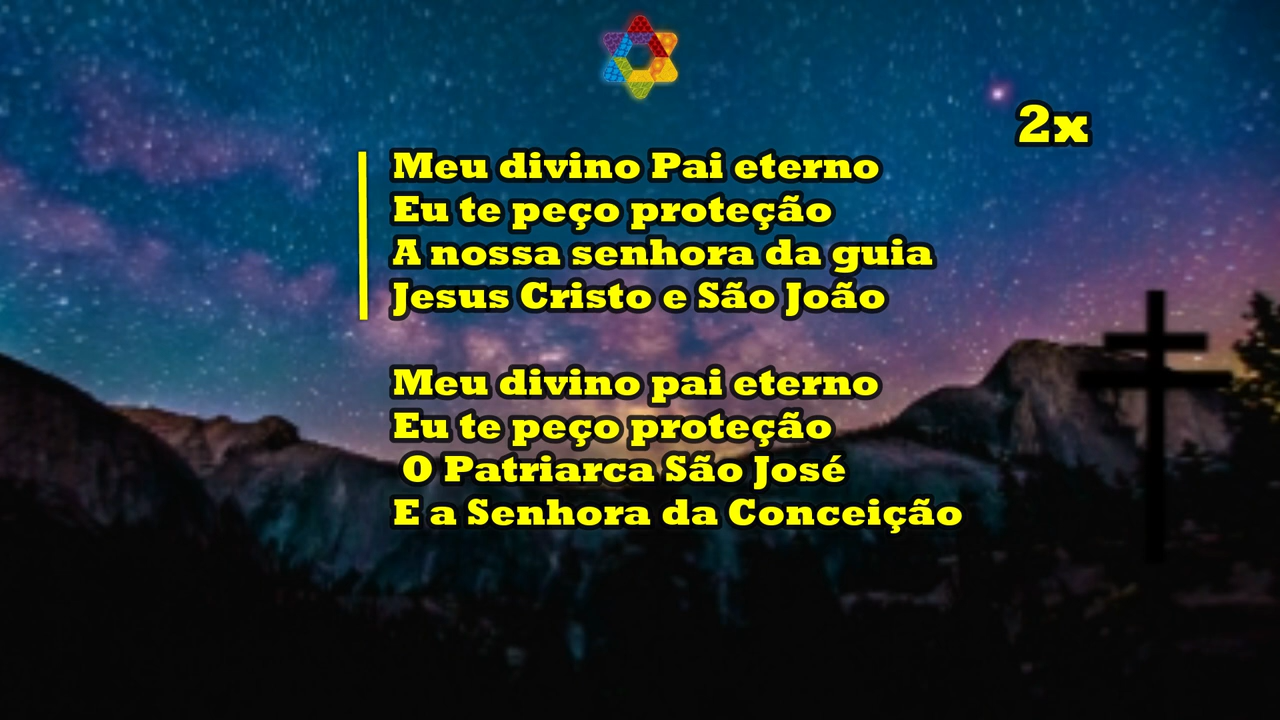 2x
Meu divino Pai eterno
Eu te peço proteção
A nossa senhora da guia
Jesus Cristo e São João
Meu divino pai eterno
Eu te peço proteção
O Patriarca São José
E a Senhora da Conceição